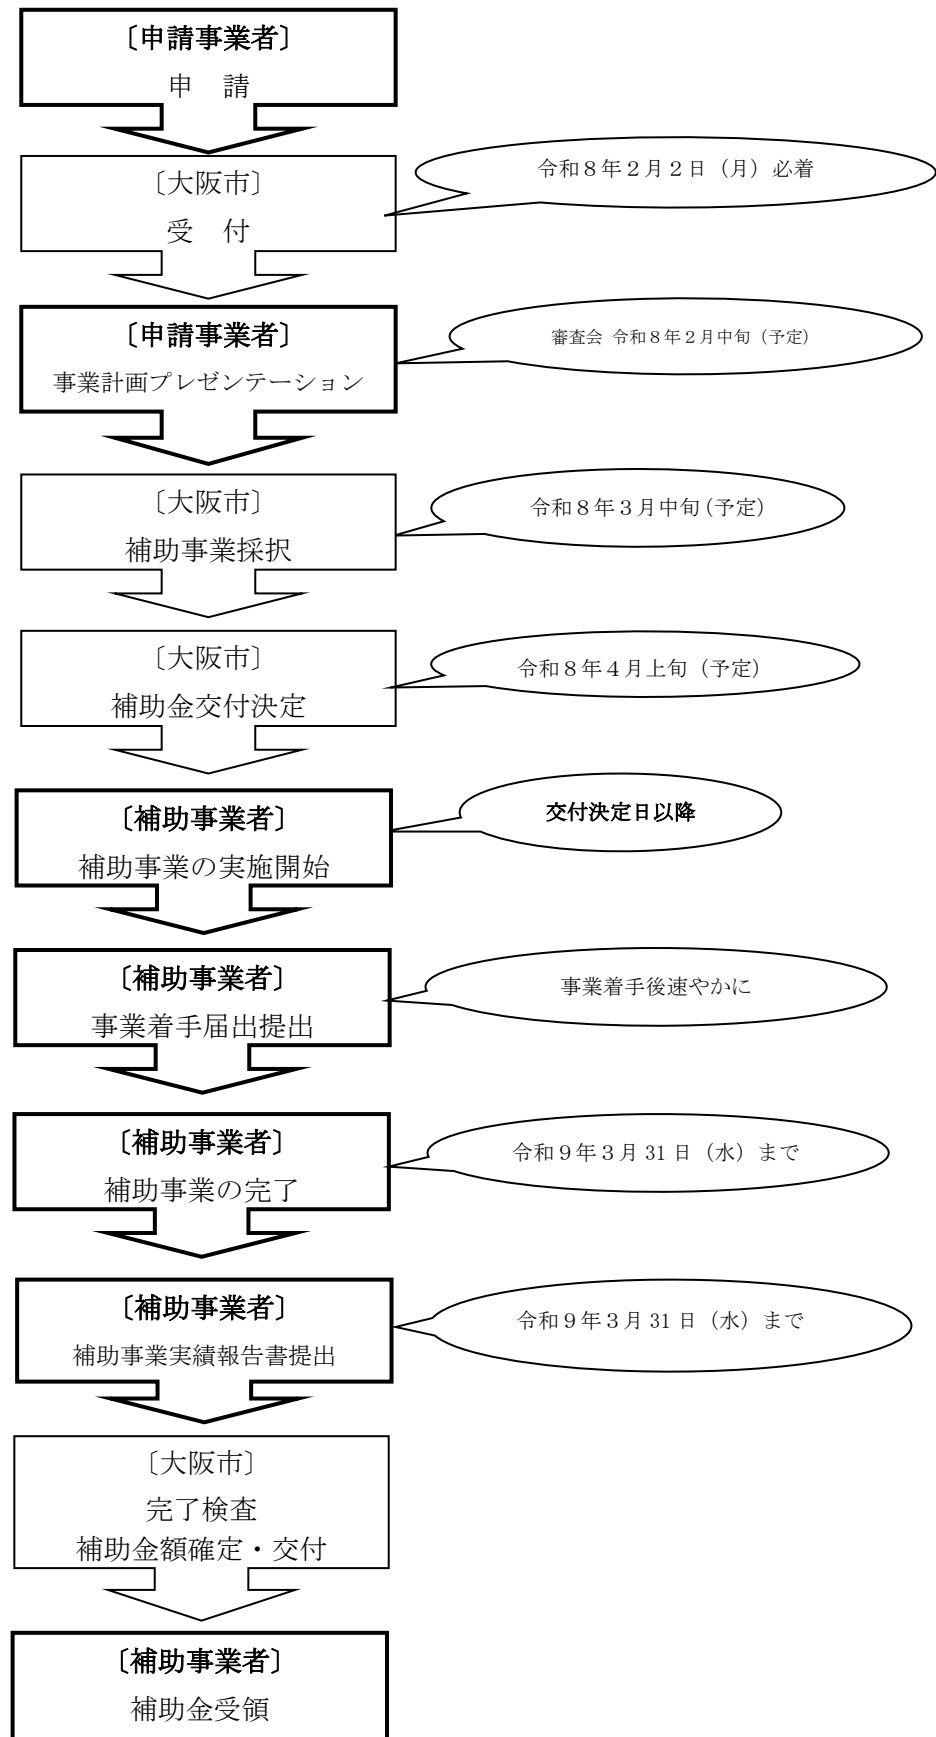 〔申請事業者〕
申　請
〔大阪市〕
受　付
令和８年２月２日（月）必着
〔申請事業者〕
事業計画プレゼンテーション
審査会 令和８年２月中旬（予定）
〔大阪市〕
補助事業採択
令和８年３月中旬（予定）
〔大阪市〕
補助金交付決定
令和８年４月上旬（予定）
〔補助事業者〕
補助事業の実施開始
交付決定日以降
〔補助事業者〕
事業着手届出提出
事業着手後速やかに
〔補助事業者〕
補助事業の完了
令和９年３月 31 日（水）まで
〔補助事業者〕
補助事業実績報告書提出
令和９年３月 31 日（水）まで
〔大阪市〕
完了検査
補助金額確定・交付
〔補助事業者〕
補助金受領